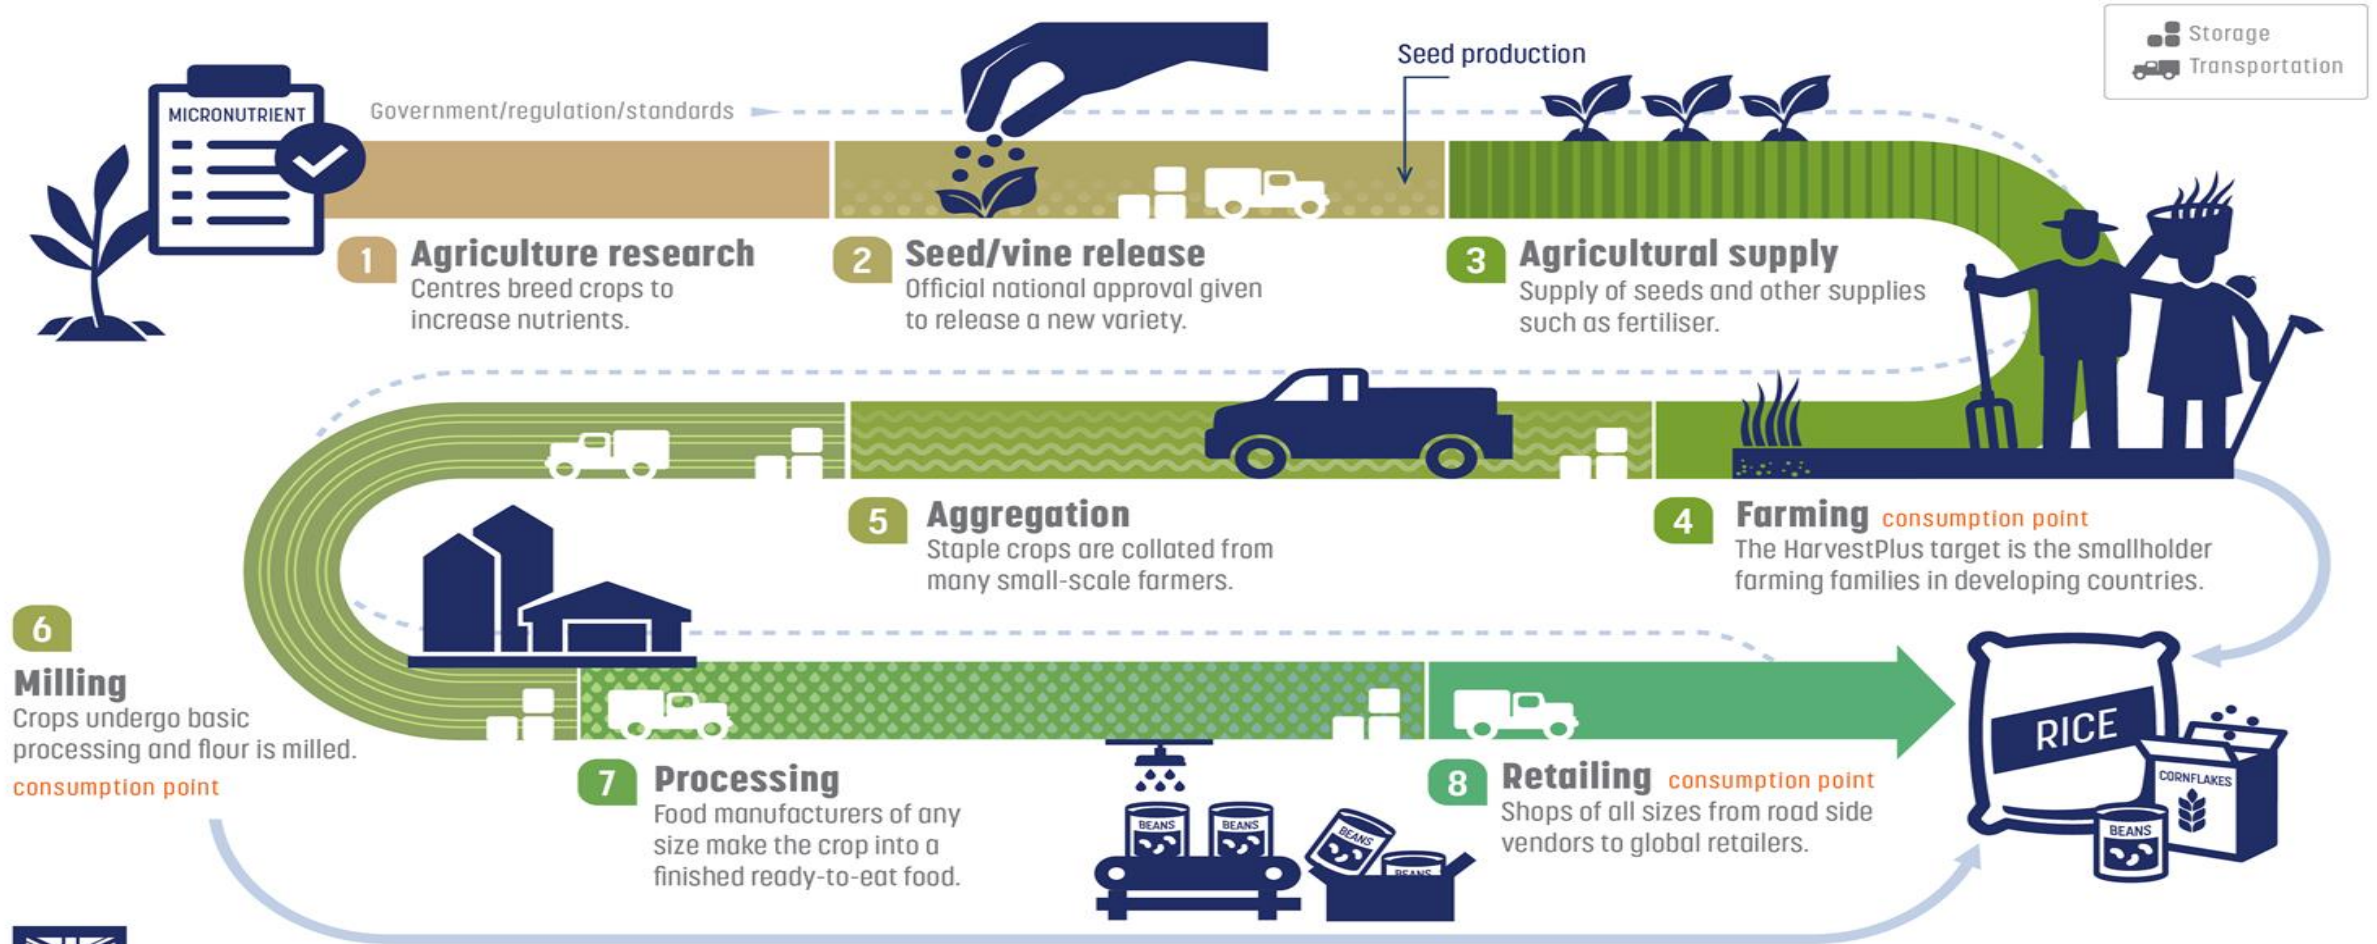 Storage
Transportation
MICRONUTRIENT
Government/regulation/standards
Seed production
1 Agriculture research
Centres breed crops to
increase nutrients.
2 Seed/vine release
Official national approval given
to release a new variety.
3 Agricultural supply
Supply of seeds and other supplies
such as fertiliser.
4 Farming consumption point
The HarvestPlus target is the smallholder
farming families in developing countries.
5 Aggregation
Staple crops are collated from
many small-scale farmers.
6
Milling
Crops undergo basic
processing and flour is milled.
consumption point
7 Processing
Food manufacturers of any
size make the crop into a
finished ready-to-eat food.
BEANS
BEANS
BEANS
BEANS
8 Retailing consumption point
Shops of all sizes from road side
vendors to global retailers.
RICE
CORNFLAKES
BEANS